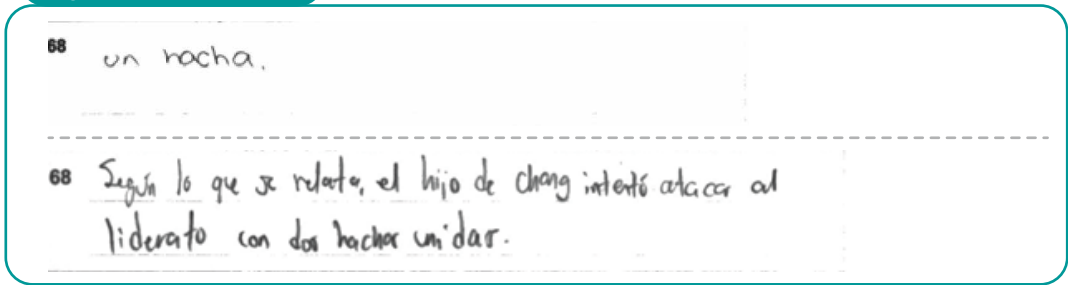 68 un hacha.
68 Según lo que se relata, el hijo de chang intentó atacar al
liderato con dos hachas unidas.